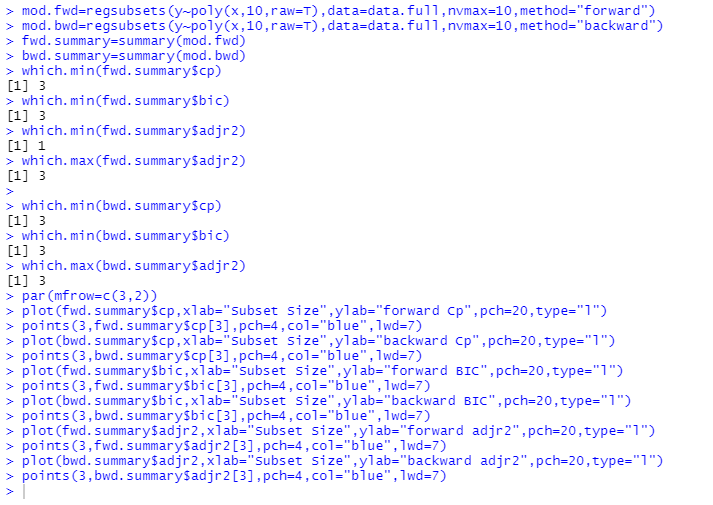 > mod.fwd=regsubsets(y~poly(x,10,raw=T),data=data.full,nvmax=10,method="forward")
> mod.bwd=regsubsets(y~poly(x,10,raw=T),data=data.full,nvmax=10,method="backward")
> fwd.summary=summary(mod.fwd)
> bwd.summary=summary(mod.bwd)
> which.min(fwd.summary$cp)
[1] 3
> which.min(fwd.summary$bic)
[1] 3
> which.min(fwd.summary$adjr2)
[1] 1
> which.max(fwd.summary$adjr2)
[1] 3
>
> which.min(bwd.summary$cp)
[1] 3
> which.min(bwd.summary$bic)
[1] 3
> which.max(bwd.summary$adjr2)
[1] 3
> par(mfrow=c(3,2))
> plot(fwd.summary$cp,xlab="Subset Size",ylab="forward Cp",pch=20,type="l")
> points(3,fwd.summary$cp[3],pch=4,col="blue",lwd=7)
> plot(bwd.summary$cp,xlab="Subset Size",ylab="backward Cp",pch=20,type="l")
> points(3,bwd.summary$cp[3],pch=4,col="blue",lwd=7)
> plot(fwd.summary$bic,xlab="Subset Size",ylab="forward BIC",pch=20,type="l")
> points(3,fwd.summary$bic[3],pch=4,col="blue",lwd=7)
> plot(bwd.summary$bic,xlab="Subset Size",ylab="backward BIC",pch=20,type="l")
> points(3,bwd.summary$bic[3],pch=4,col="blue",lwd=7)
> plot(fwd.summary$adjr2,xlab="Subset Size",ylab="forward adjr2",pch=20,type="l")
> points(3,fwd.summary$adjr2[3],pch=4,col="blue",lwd=7)
> plot(bwd.summary$adjr2,xlab="Subset Size",ylab="backward adjr2",pch=20,type="l")
> points(3,bwd.summary$adjr2[3],pch=4,col="blue",lwd=7)
>